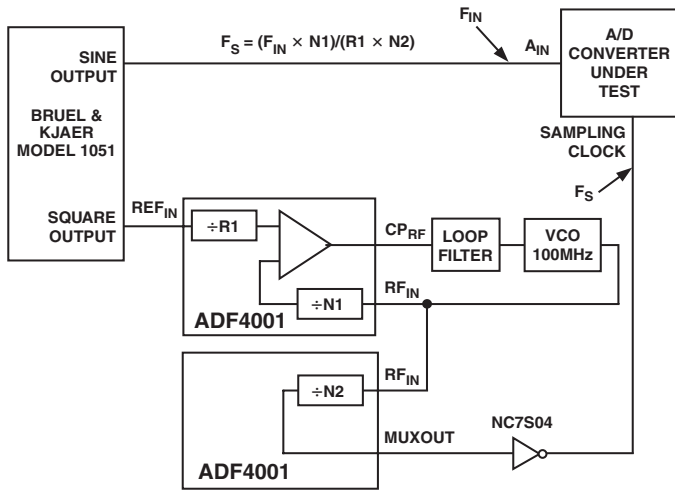 F_IN
F_S = (F_IN × N1)/(R1 × N2)
A_IN
A/D
CONVERTER
UNDER
TEST
SINE
OUTPUT
BRUEL &
KJAER
MODEL 1051
SAMPLING
CLOCK
F_S
SQUARE
OUTPUT
REF_IN
÷R1
CP_RF
LOOP
FILTER
VCO
100MHz
÷N1
RF_IN
ADF4001
÷N2
RF_IN
MUXOUT
NC7S04
ADF4001